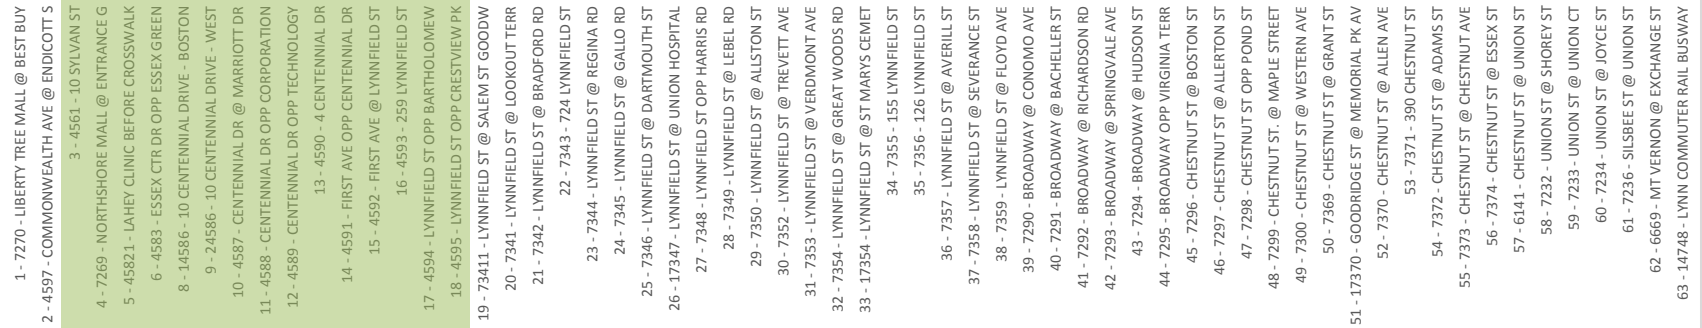 1 - 7270 - LIBERTY TREE MALL @ BEST BUY
2 - 4597 - COMMONWEALTH AVE @ ENDICOTT S
3 - 4561 - 10 SYLVAN ST
4 - 7269 - NORTHSHORE MALL @ ENTRANCE G
5 - 45821 - LAHEY CLINIC BEFORE CROSSWALK
6 - 4583 - ESSEX CTR DR OPP ESSEX GREEN
8 - 14586 - 10 CENTENNIAL DRIVE - BOSTON
9 - 24586 - 10 CENTENNIAL DRIVE - WEST
10 - 4587 - CENTENNIAL DR @ MARRIOTT DR
11 - 4588 - CENTENNIAL DR OPP CORPORATION
12 - 4589 - CENTENNIAL DR OPP TECHNOLOGY
13 - 4590 - 4 CENTENNIAL DR
14 - 4591 - FIRST AVE OPP CENTENNIAL DR
15 - 4592 - FIRST AVE @ LYNNFIELD ST
16 - 4593 - 259 LYNNFIELD ST
17 - 4594 - LYNNFIELD ST OPP BARTHOLOMEW
18 - 4595 - LYNNFIELD ST OPP CRESTVIEW PK
19 - 73411 - LYNNFIELD ST @ SALEM ST GOODW
20 - 7341 - LYNNFIELD ST @ LOOKOUT TERR
21 - 7342 - LYNNFIELD ST @ BRADFORD RD
22 - 7343 - 724 LYNNFIELD ST
23 - 7344 - LYNNFIELD ST @ REGINA RD
24 - 7345 - LYNNFIELD ST @ GALLO RD
25 - 7346 - LYNNFIELD ST @ DARTMOUTH ST
26 - 17347 - LYNNFIELD ST @ UNION HOSPITAL
27 - 7348 - LYNNFIELD ST OPP HARRIS RD
28 - 7349 - LYNNFIELD ST @ LEBEL RD
29 - 7350 - LYNNFIELD ST @ ALLSTON ST
30 - 7352 - LYNNFIELD ST @ TREVETT AVE
31 - 7353 - LYNNFIELD ST @ VERDMONT AVE
32 - 7354 - LYNNFIELD ST @ GREAT WOODS RD
33 - 17354 - LYNNFIELD ST @ ST MARYS CEMET
34 - 7355 - 155 LYNNFIELD ST
35 - 7356 - 126 LYNNFIELD ST
36 - 7357 - LYNNFIELD ST @ AVERILL ST
37 - 7358 - LYNNFIELD ST @ SEVERANCE ST
38 - 7359 - LYNNFIELD ST @ FLOYD AVE
39 - 7290 - BROADWAY @ CONOMO AVE
40 - 7291 - BROADWAY @ BACHELLER ST
41 - 7292 - BROADWAY @ RICHARDSON RD
42 - 7293 - BROADWAY @ SPRINGVALE AVE
43 - 7294 - BROADWAY @ HUDSON ST
44 - 7295 - BROADWAY OPP VIRGINIA TERR
45 - 7296 - CHESTNUT ST @ BOSTON ST
46 - 7297 - CHESTNUT ST @ ALLERTON ST
47 - 7298 - CHESTNUT ST OPP POND ST
48 - 7299 - CHESTNUT ST. @ MAPLE STREET
49 - 7300 - CHESTNUT ST @ WESTERN AVE
50 - 7369 - CHESTNUT ST @ GRANT ST
51 - 17370 - GOODRIDGE ST @ MEMORIAL PK AV
52 - 7370 - CHESTNUT ST @ ALLEN AVE
53 - 7371 - 390 CHESTNUT ST
54 - 7372 - CHESTNUT ST @ ADAMS ST
55 - 7373 - CHESTNUT ST @ CHESTNUT AVE
56 - 7374 - CHESTNUT ST @ ESSEX ST
57 - 6141 - CHESTNUT ST @ UNION ST
58 - 7232 - UNION ST @ SHOREY ST
59 - 7233 - UNION ST @ UNION CT
60 - 7234 - UNION ST @ JOYCE ST
61 - 7236 - SILSBEE ST @ UNION ST
62 - 6669 - MT VERNON @ EXCHANGE ST
63 - 14748 - LYNN COMMUTER RAIL BUSWAY